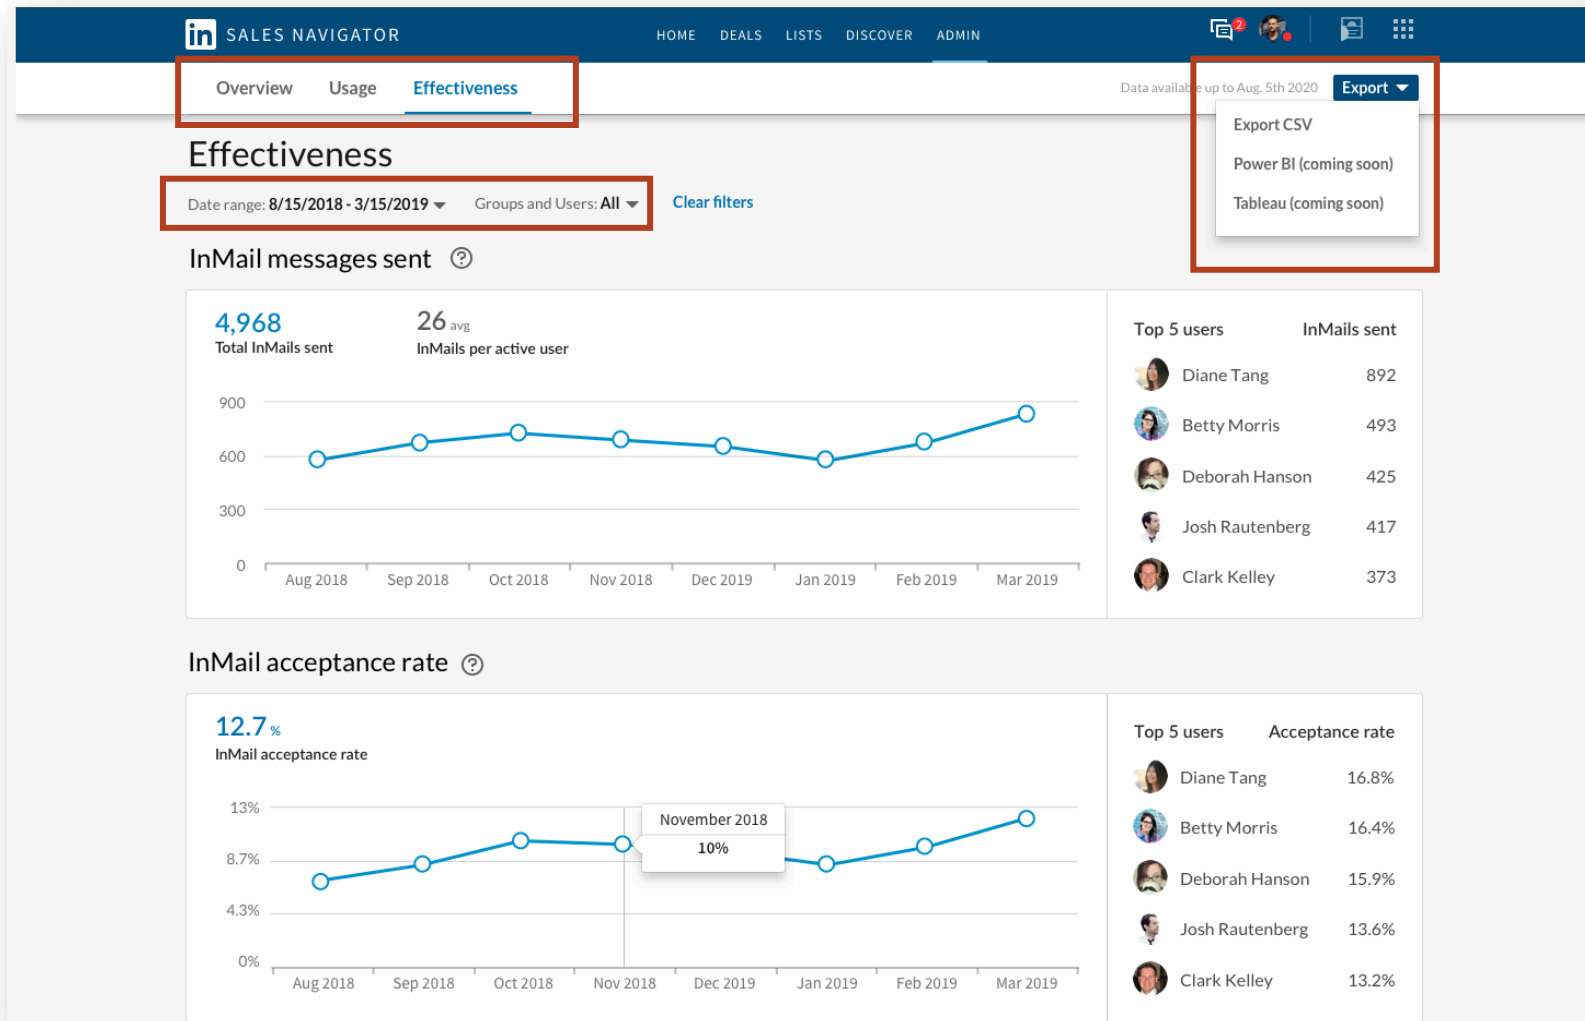 in SALES NAVIGATOR HOME DEALS LISTS DISCOVER ADMIN 2
Overview Usage Effectiveness Data available up to Aug. 5th 2020 Export
Export CSV
Power BI (coming soon)
Tableau (coming soon)
Effectiveness
Date range: 8/15/2018 - 3/15/2019 Groups and Users: All Clear filters
InMail messages sent ?
4,968 26 avg
Total InMails sent InMails per active user
900
600
300
0
Aug 2018 Sep 2018 Oct 2018 Nov 2018 Dec 2019 Jan 2019 Feb 2019 Mar 2019
Top 5 users InMails sent
Diane Tang 892
Betty Morris 493
Deborah Hanson 425
Josh Rautenberg 417
Clark Kelley 373
InMail acceptance rate ?
12.7 %
InMail acceptance rate
13%
8.7%
4.3%
0%
November 2018
10%
Aug 2018 Sep 2018 Oct 2018 Nov 2018 Dec 2019 Jan 2019 Feb 2019 Mar 2019
Top 5 users Acceptance rate
Diane Tang 16.8%
Betty Morris 16.4%
Deborah Hanson 15.9%
Josh Rautenberg 13.6%
Clark Kelley 13.2%